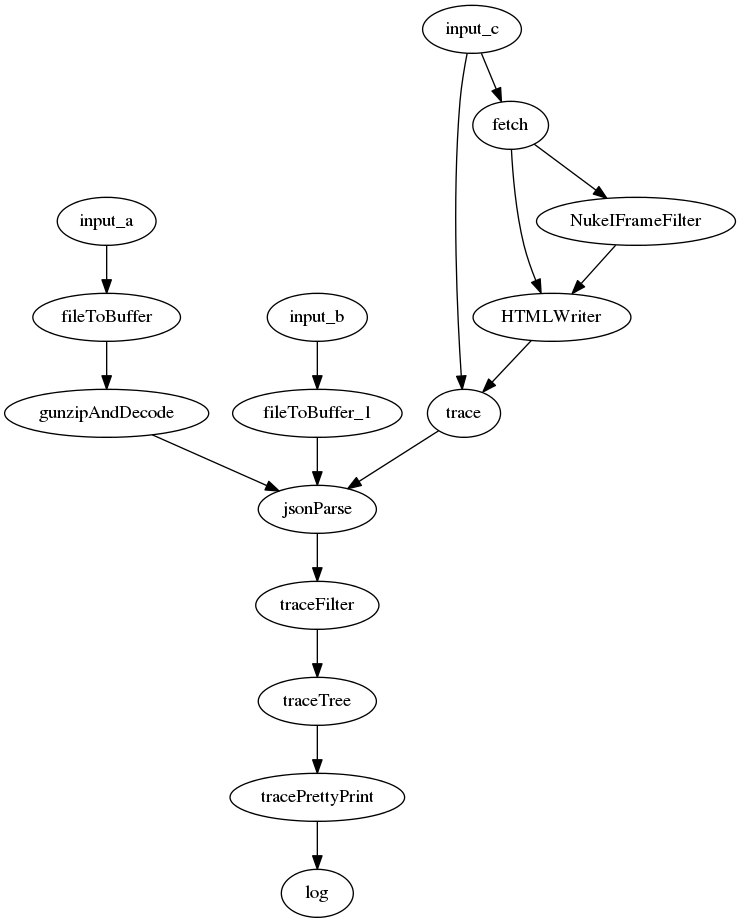 input_c
fetch
input_a
NukeIFrameFilter
fileToBuffer
input_b
HTMLWriter
gunzipAndDecode
fileToBuffer_1
trace
jsonParse
traceFilter
traceTree
tracePrettyPrint
log